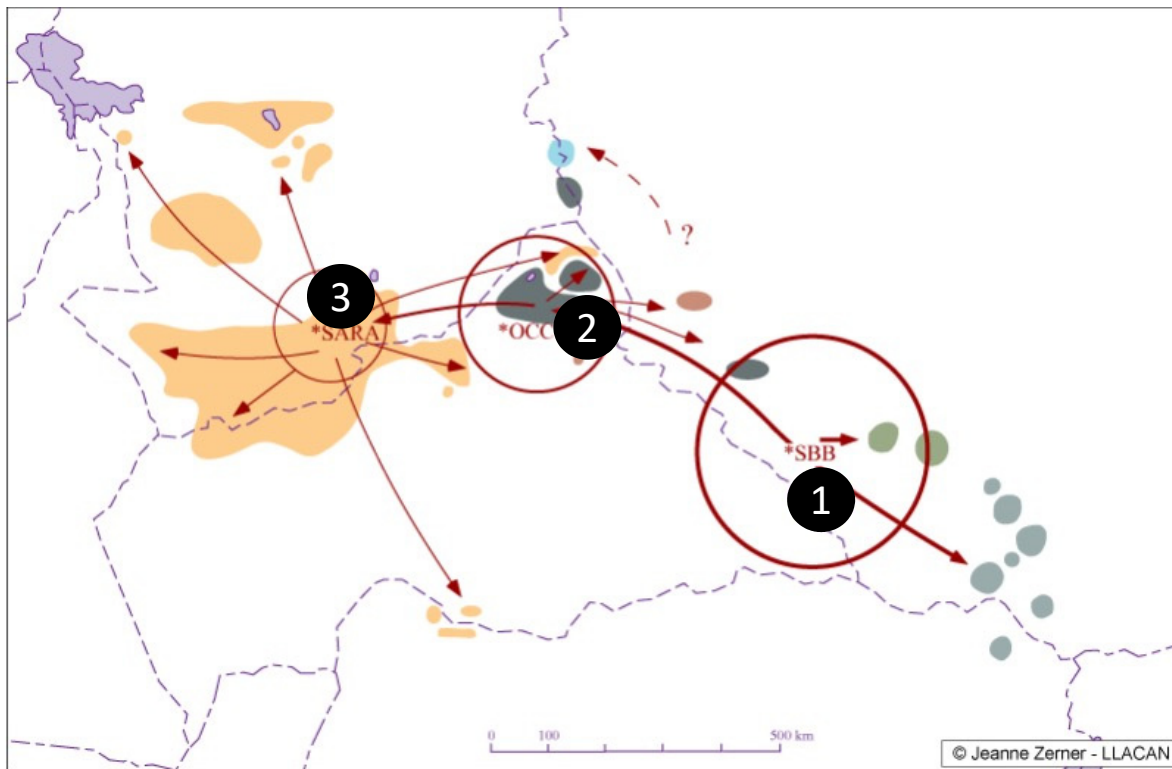 ?
3
*SARA
*OCC
2
*SBB
1
0 100 500 km
© Jeanne Zerner - LLACAN